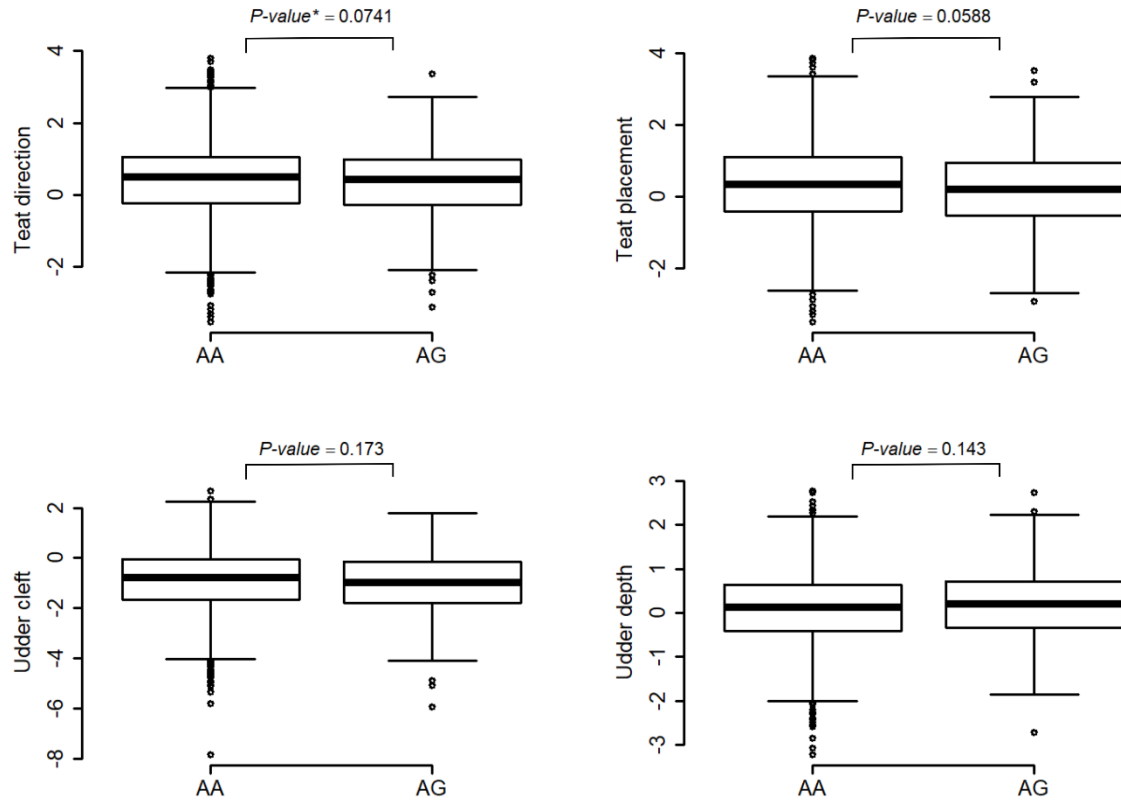 P-value* = 0.0741
Teat direction
4
2
0
-2
AA AG
P-value = 0.0588
Teat placement
4
2
0
-2
AA AG
P-value = 0.173
Udder cleft
2
0
-2
-4
-6
-8
AA AG
P-value = 0.143
Udder depth
3
2
1
0
-1
-2
-3
AA AG